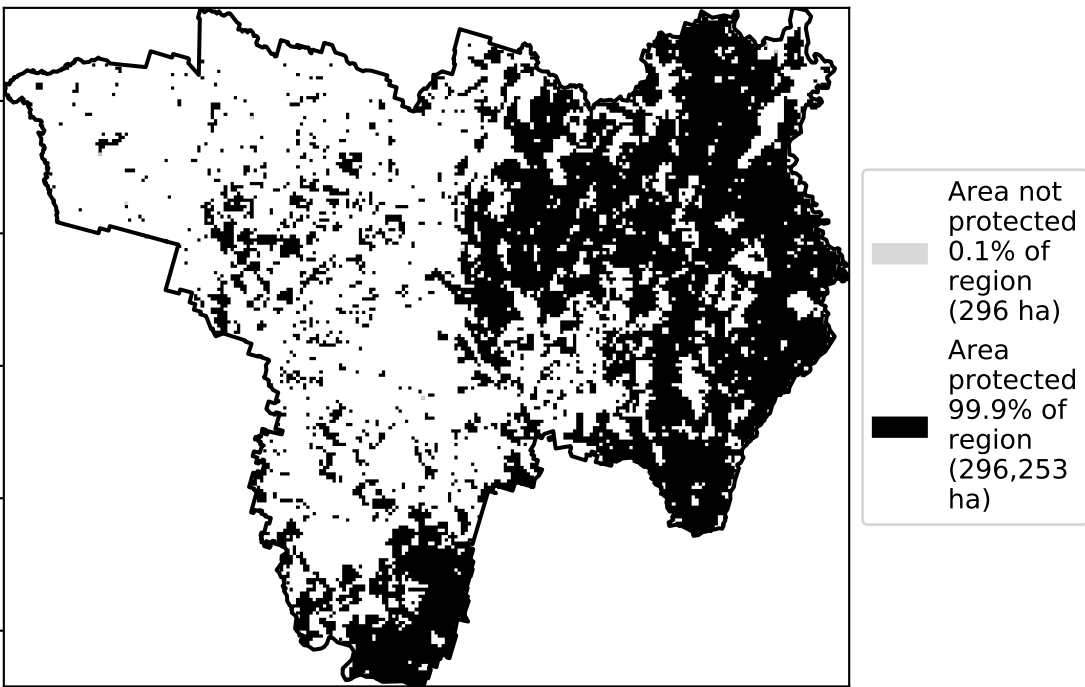 Area not
protected
0.1% of
region
(296 ha)
Area
protected
99.9% of
region
(296,253
ha)